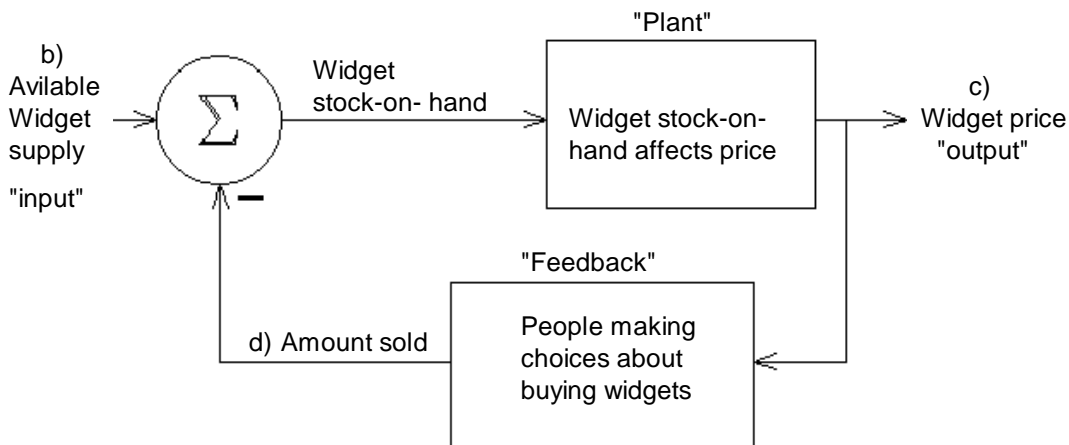 "Plant"
b)
Avilable
Widget
supply
"input"
Σ
Widget
stock-on- hand
Widget stock-on-
hand affects price
c)
Widget price
"output"
"Feedback"
d) Amount sold
People making
choices about
buying widgets